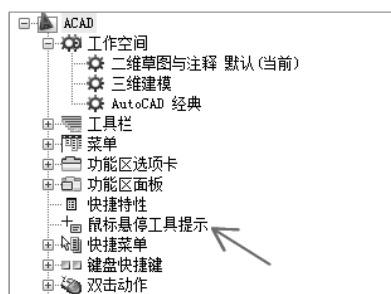 ACAD
工作空间
二维草图与注释 默认(当前)
三维建模
AutoCAD 经典
工具栏
菜单
功能区选项卡
功能区面板
快捷特性
鼠标悬停工具提示
快捷菜单
键盘快捷键
双击动作